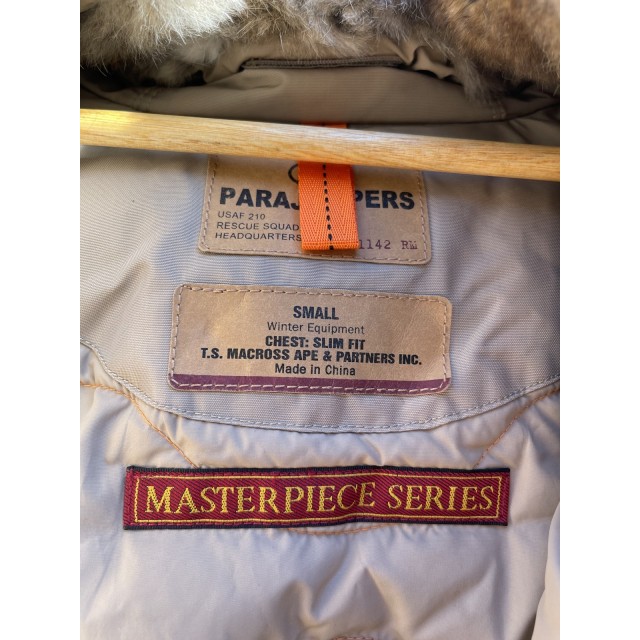 PARAJ PERS
USAF 210
RESCUE SQUAD
HEADQUARTERS 1142 RM
SMALL
Winter Equipment
CHEST: SLIM FIT
T.S. MACROSS APE & PARTNERS INC.
Made in China
MASTERPIECE SERIES